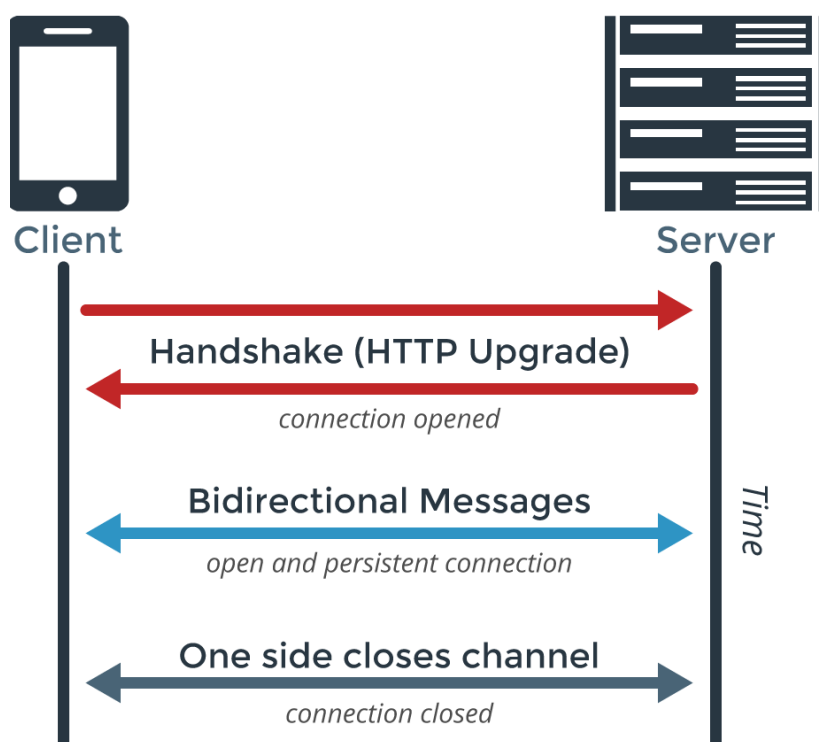 Client
Server
Handshake (HTTP Upgrade)
connection opened
Bidirectional Messages
Time
open and persistent connection
One side closes channel
connection closed